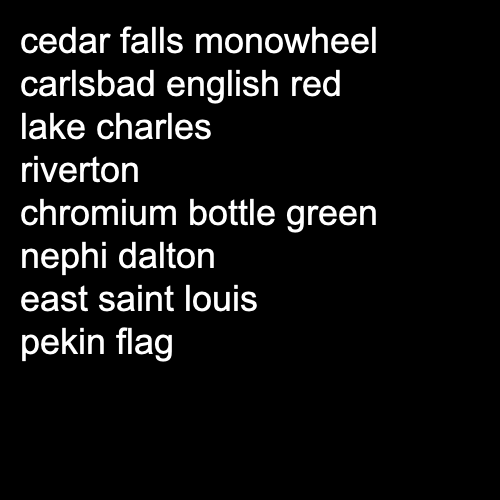 cedar falls monowheel
carlsbad english red
lake charles
riverton
chromium bottle green
nephi dalton
east saint louis
pekin flag